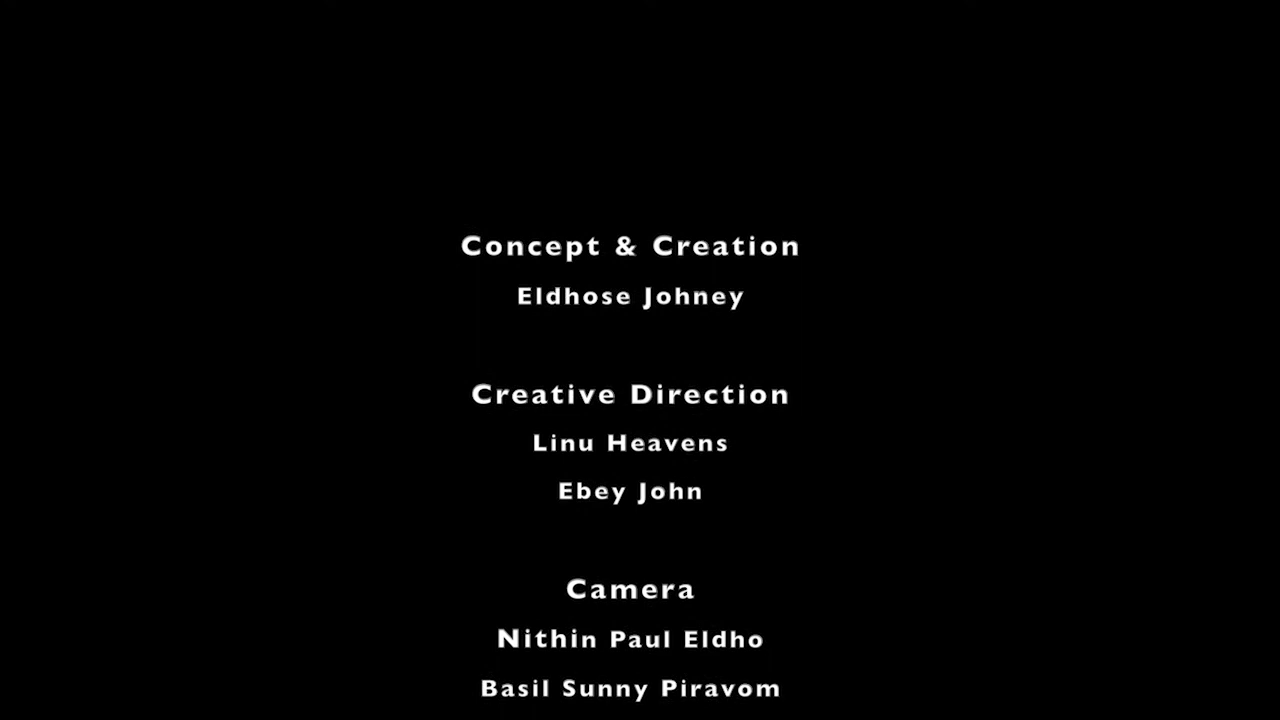 Concept & Creation
Eldhose Johney
Creative Direction
Linu Heavens
Ebey John
Camera
Nithin Paul Eldho
Basil Sunny Piravom